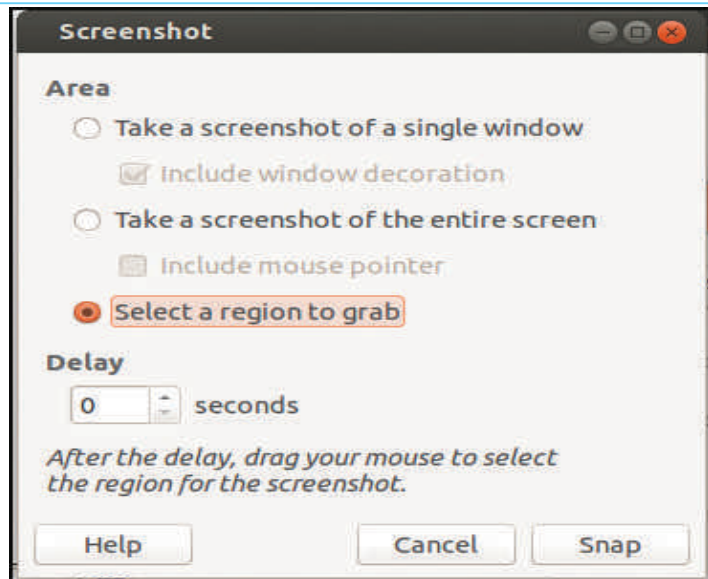 Screenshot
Area
Take a screenshot of a single window
Include window decoration
Take a screenshot of the entire screen
Include mouse pointer
Select a region to grab
Delay
0 seconds
After the delay, drag your mouse to select
the region for the screenshot.
Help Cancel Snap